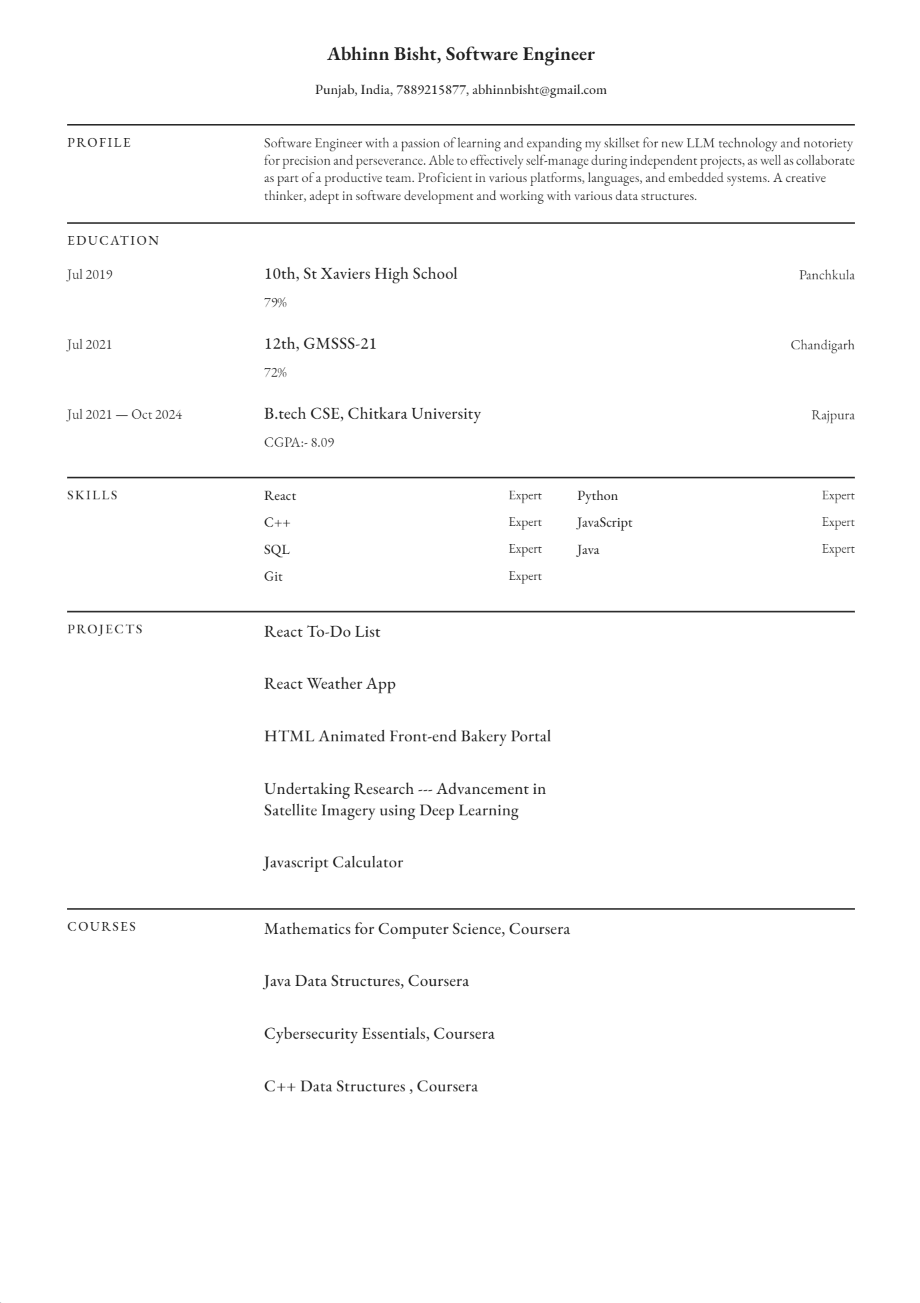 Abhinn Bisht, Software Engineer
Punjab, India, 7889215877, abhinnbisht@gmail.com
PROFILE
Software Engineer with a passion of learning and expanding my skillset for new LLM technology and notoriety
for precision and perseverance. Able to effectively self-manage during independent projects, as well as collaborate
as part of a productive team. Proficient in various platforms, languages, and embedded systems. A creative
thinker, adept in software development and working with various data structures.
EDUCATION
Jul 2019 10th, St Xaviers High School Panchkula
79%
Jul 2021 12th, GMSSS-21 Chandigarh
72%
Jul 2021 — Oct 2024 B.tech CSE, Chitkara University Rajpura
CGPA:- 8.09
SKILLS React Expert Python Expert
C++ Expert JavaScript Expert
SQL Expert Java Expert
Git Expert
PROJECTS React To-Do List
React Weather App
HTML Animated Front-end Bakery Portal
Undertaking Research --- Advancement in
Satellite Imagery using Deep Learning
Javascript Calculator
COURSES Mathematics for Computer Science, Coursera
Java Data Structures, Coursera
Cybersecurity Essentials, Coursera
C++ Data Structures , Coursera